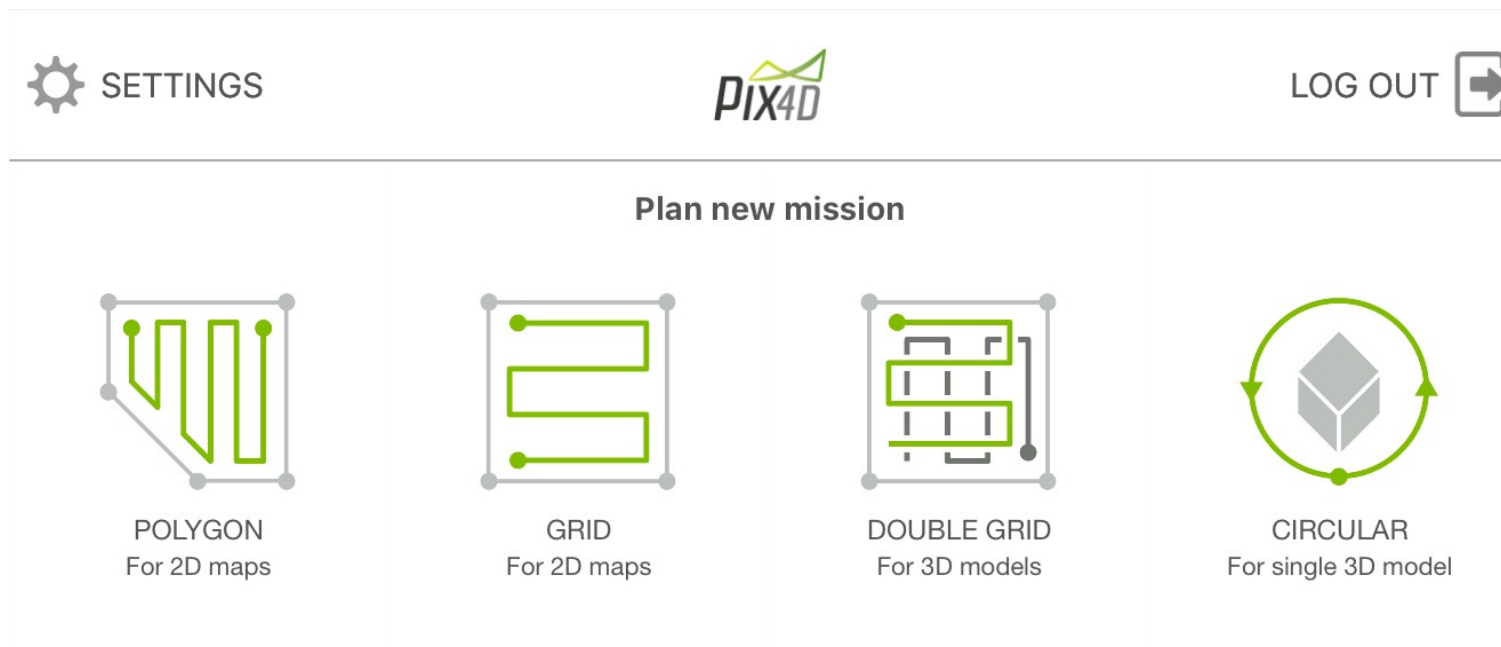 SETTINGS
PIX4D
LOG OUT
Plan new mission
POLYGON
For 2D maps
GRID
For 2D maps
DOUBLE GRID
For 3D models
CIRCULAR
For single 3D model